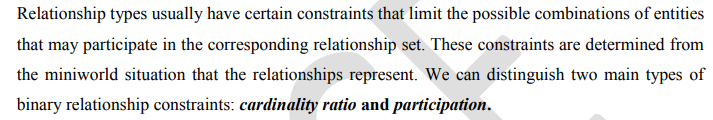 Relationship types usually have certain constraints that limit the possible combinations of entities
that may participate in the corresponding relationship set. These constraints are determined from
the miniworld situation that the relationships represent. We can distinguish two main types of
binary relationship constraints: cardinality ratio and participation.